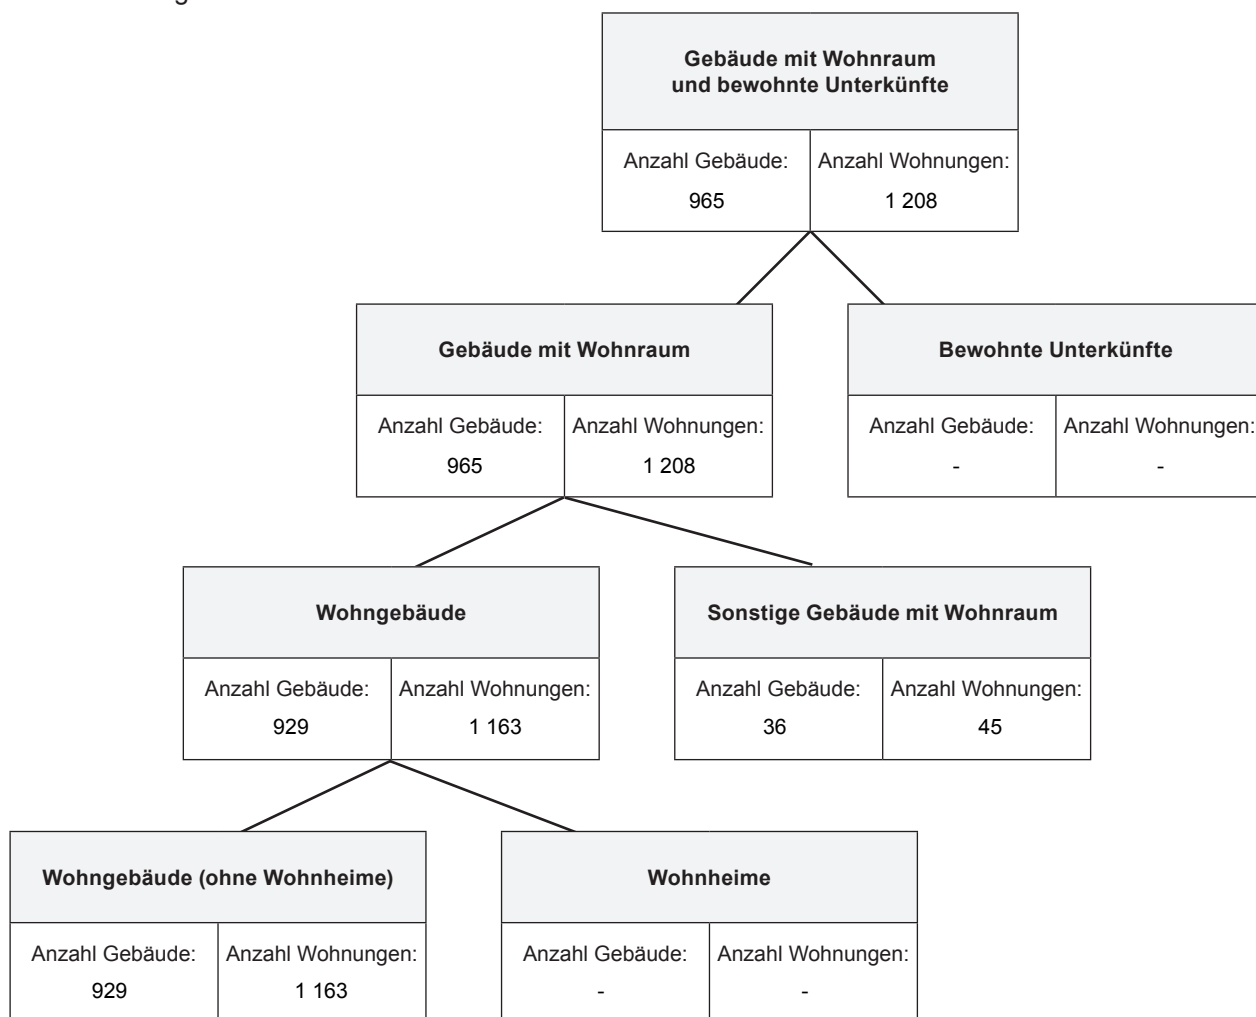 Gebäude mit Wohnraum
und bewohnte Unterkünfte
Anzahl Gebäude: Anzahl Wohnungen:
965 1 208
Gebäude mit Wohnraum
Anzahl Gebäude: Anzahl Wohnungen:
965 1 208
Bewohnte Unterkünfte
Anzahl Gebäude: Anzahl Wohnungen:
- -
Wohngebäude
Anzahl Gebäude: Anzahl Wohnungen:
929 1 163
Sonstige Gebäude mit Wohnraum
Anzahl Gebäude: Anzahl Wohnungen:
36 45
Wohngebäude (ohne Wohnheime)
Anzahl Gebäude: Anzahl Wohnungen:
929 1 163
Wohnheime
Anzahl Gebäude: Anzahl Wohnungen:
- -